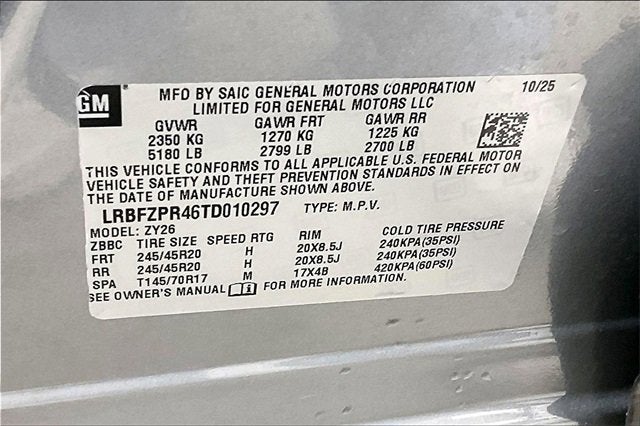 GM
MFD BY SAIC GENERAL MOTORS CORPORATION 10/25
LIMITED FOR GENERAL MOTORS LLC
GVWR GAWR FRT GAWR RR
2350 KG 1270 KG 1225 KG
5180 LB 2799 LB 2700 LB
THIS VEHICLE CONFORMS TO ALL APPLICABLE U.S. FEDERAL MOTOR
VEHICLE SAFETY AND THEFT PREVENTION STANDARDS IN EFFECT ON
THE DATE OF MANUFACTURE SHOWN ABOVE.
LRBFZPR46TD010297 TYPE: M.P.V.
MODEL: ZY26
ZBBC TIRE SIZE SPEED RTG RIM COLD TIRE PRESSURE
FRT 245/45R20 H 20X8.5J 240KPA(35PSI)
RR 245/45R20 H 20X8.5J 240KPA(35PSI)
SPA T145/70R17 M 17X4B 420KPA(60PSI)
SEE OWNER'S MANUAL FOR MORE INFORMATION.